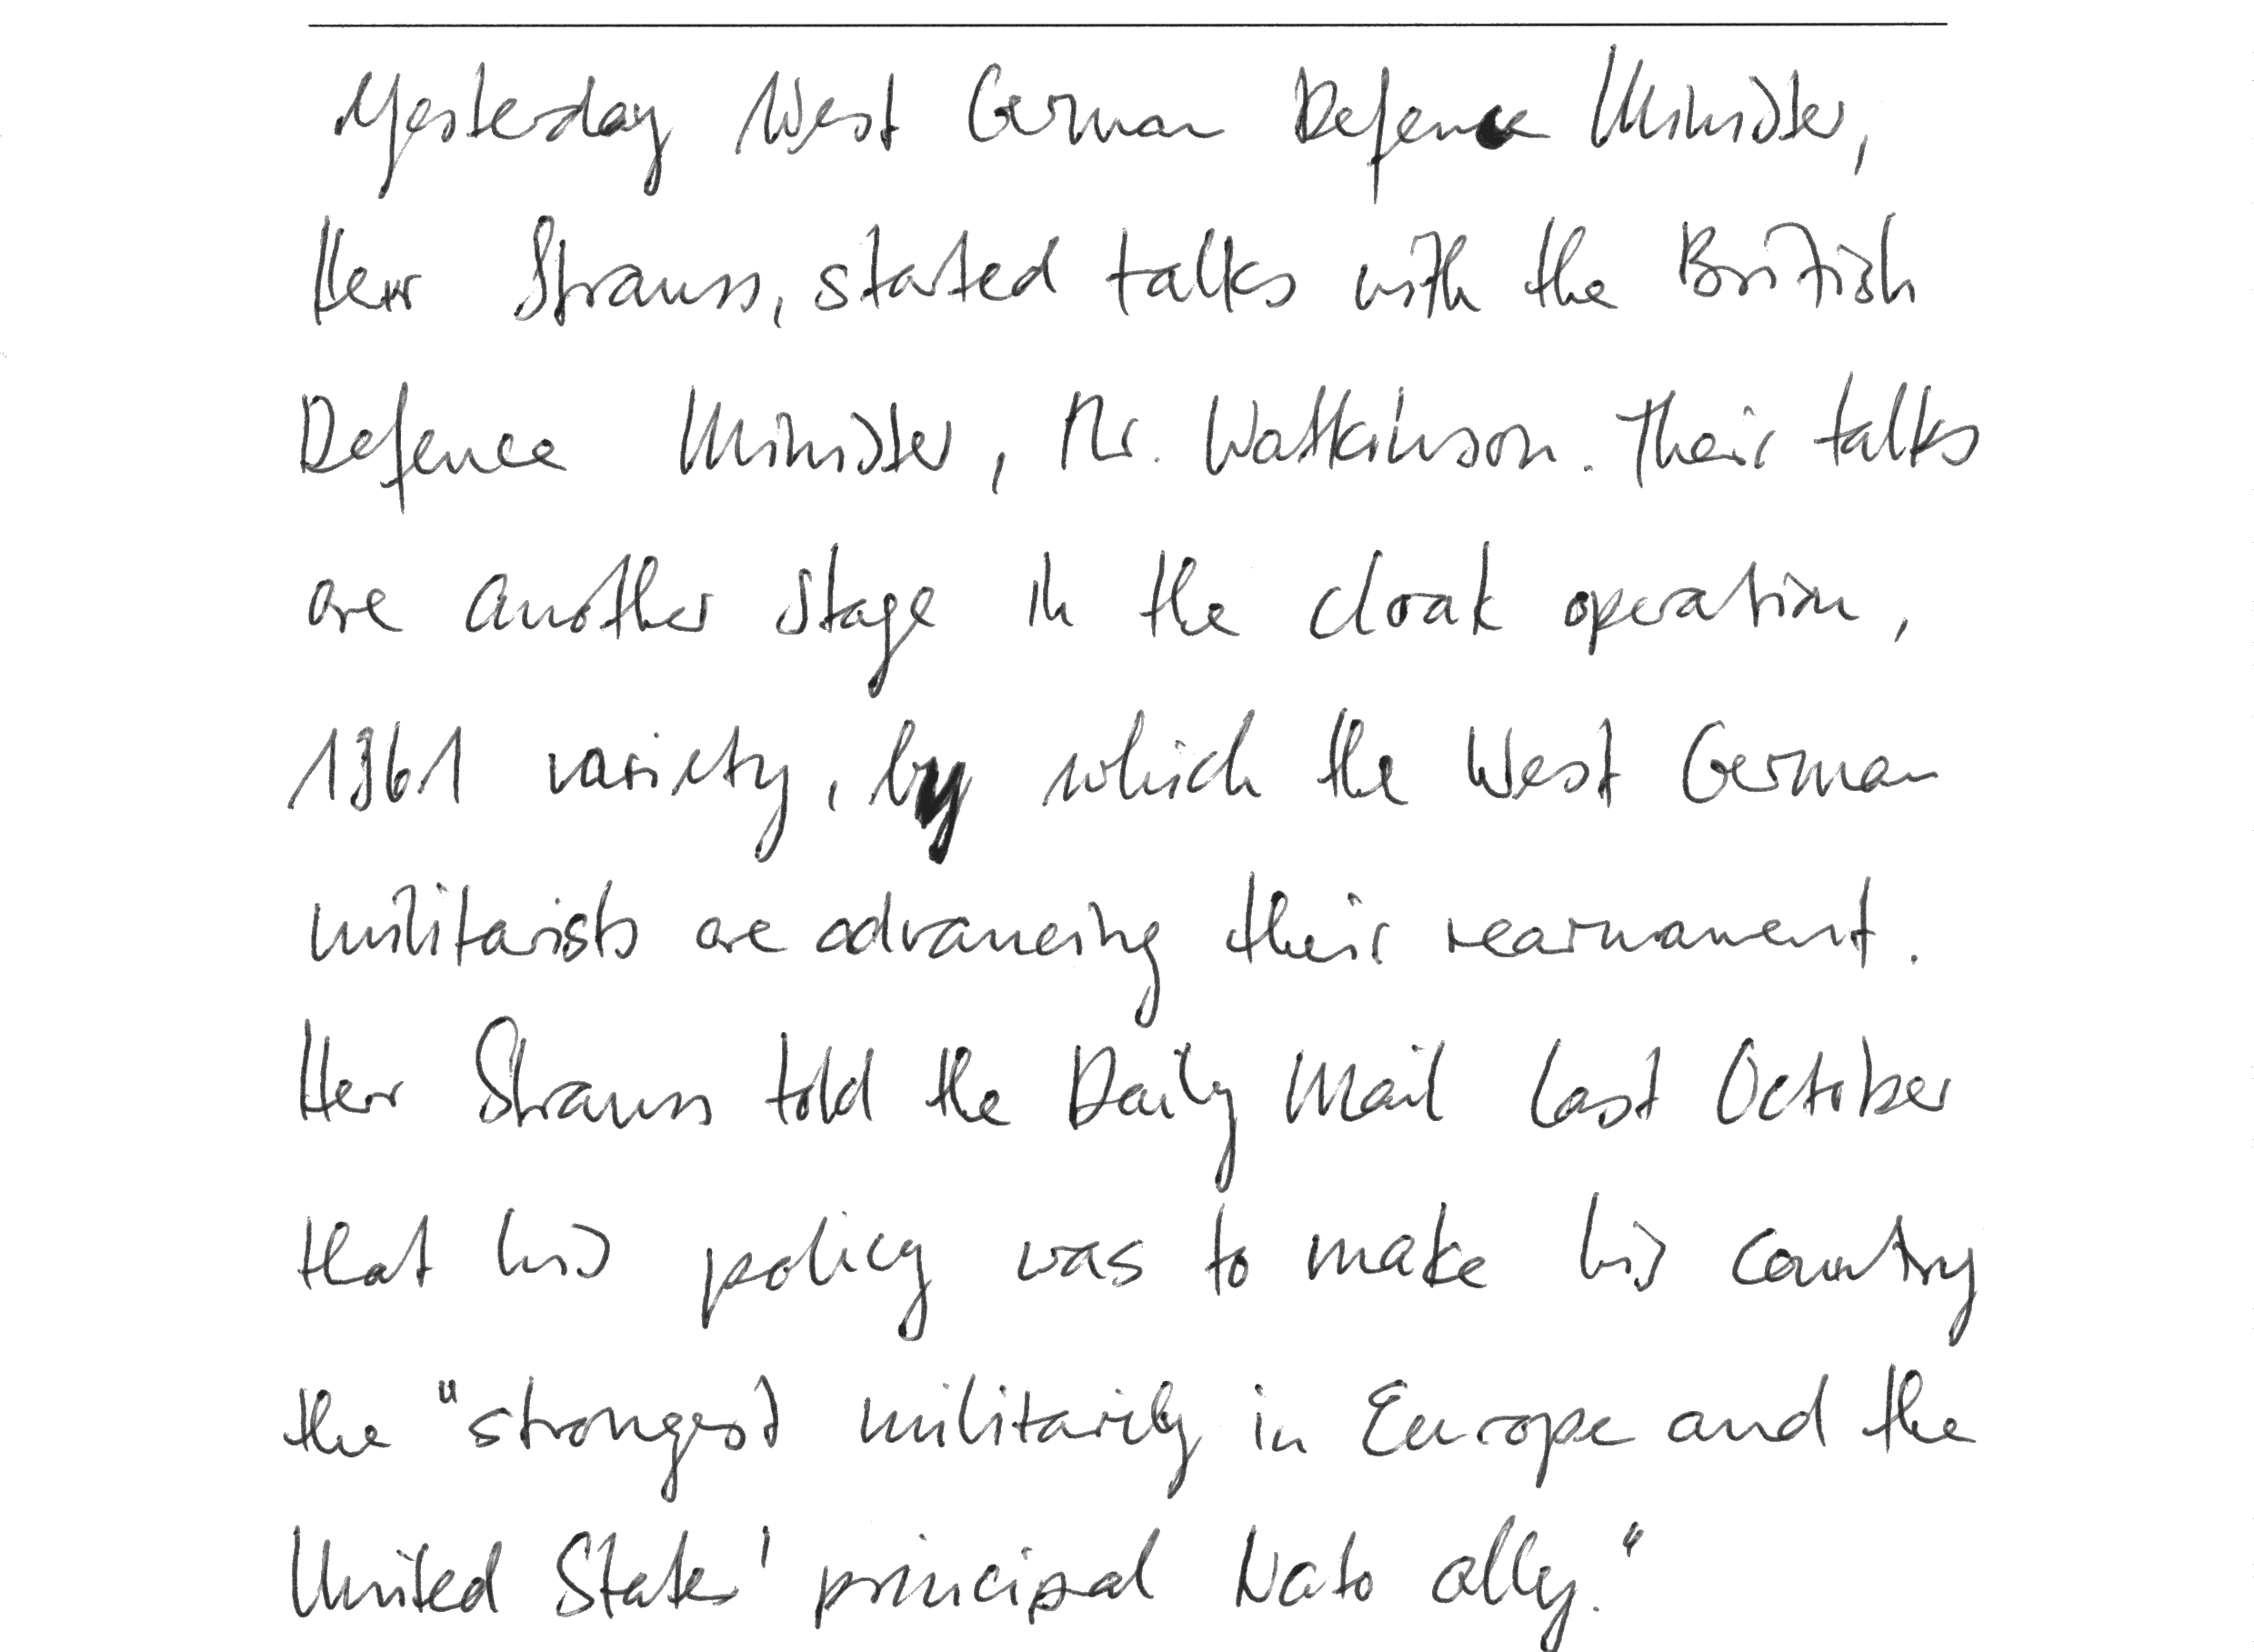 Yesterday West German Defence Minister,
Herr Strauss, started talks with the British
Defence Minister, Mr. Watkinson. Their talks
are another stage in the cloak operation,
1961 variety, by which the West German
militarists are advancing their rearmament.
Herr Strauss told the Daily Mail last October
that his policy was to make his country
the "strongest militarily in Europe and the
United States' principal Nato ally."